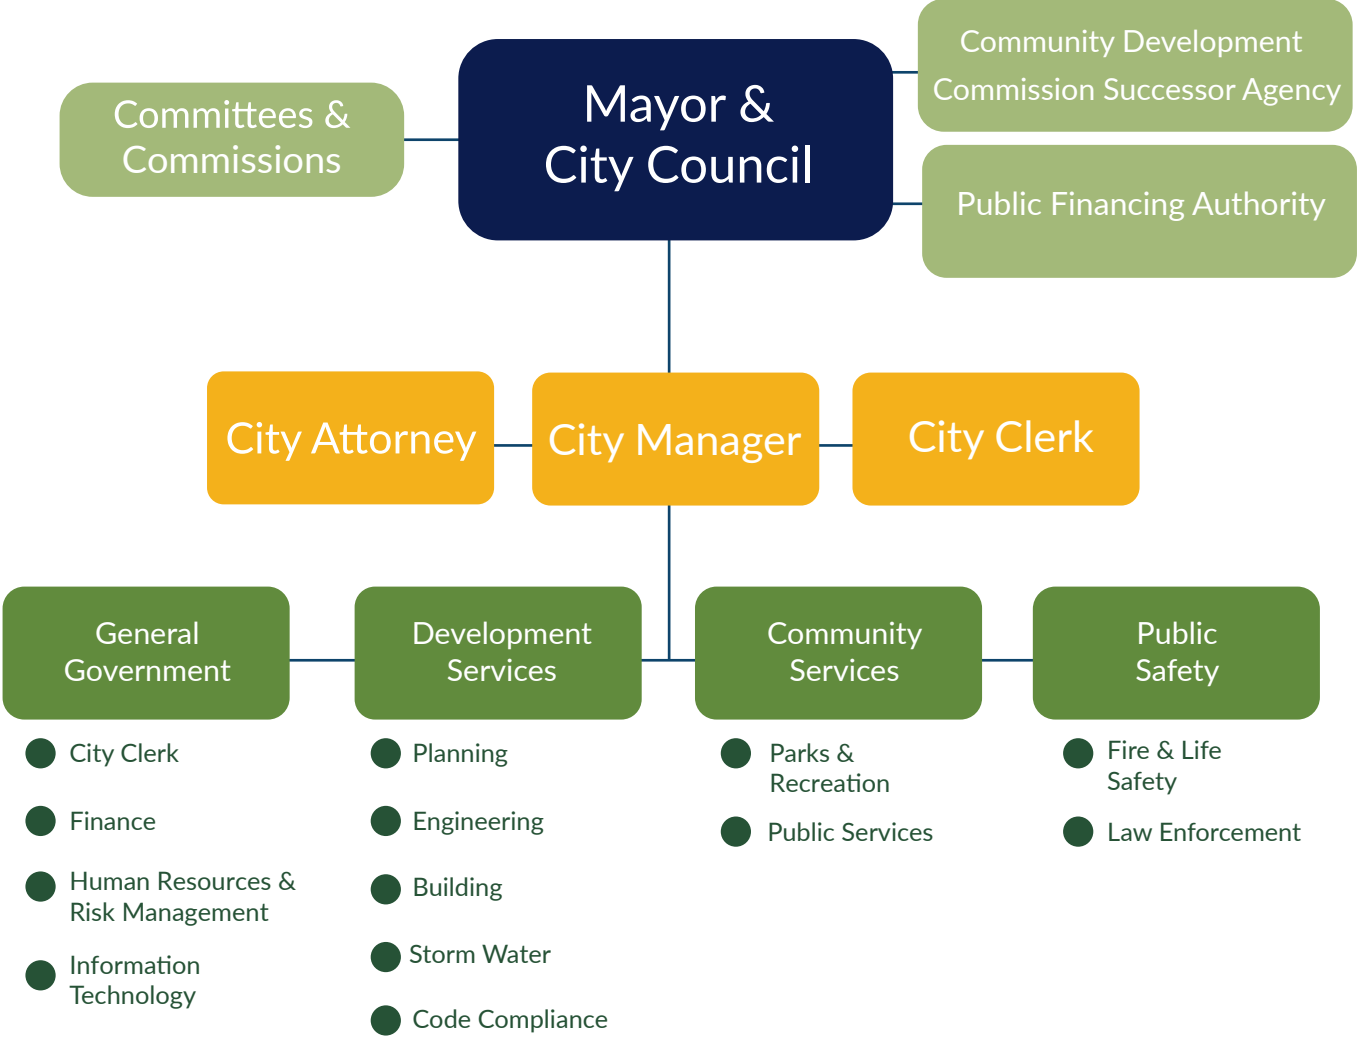 Committees &
Commissions
Mayor &
City Council
Community Development
Commission Successor Agency
Public Financing Authority
City Attorney
City Manager
City Clerk
General
Government
City Clerk
Finance
Human Resources &
Risk Management
Information
Technology
Development
Services
Planning
Engineering
Building
Storm Water
Code Compliance
Community
Services
Parks &
Recreation
Public Services
Public
Safety
Fire & Life
Safety
Law Enforcement